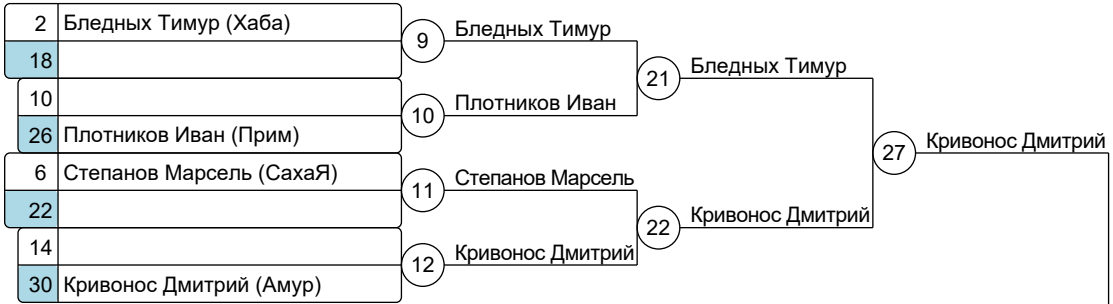 2 Бледных Тимур (Хаба)
18
10
26 Плотников Иван (Прим)
6 Степанов Марсель (СахаЯ)
22
14
30 Кривонос Дмитрий (Амур)
9 Бледных Тимур
10 Плотников Иван
11 Степанов Марсель
12 Кривонос Дмитрий
21 Бледных Тимур
22 Кривонос Дмитрий
27 Кривонос Дмитрий